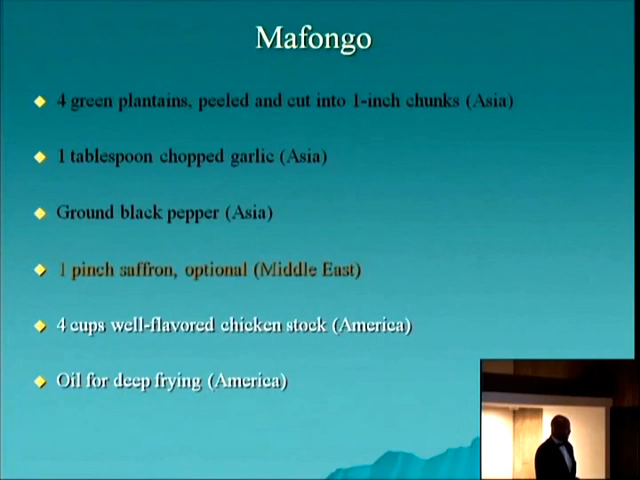 Mafongo
4 green plantains, peeled and cut into 1-inch chunks (Asia)
1 tablespoon chopped garlic (Asia)
Ground black pepper (Asia)
1 pinch saffron, optional (Middle East)
4 cups well-flavored chicken stock (America)
Oil for deep frying (America)